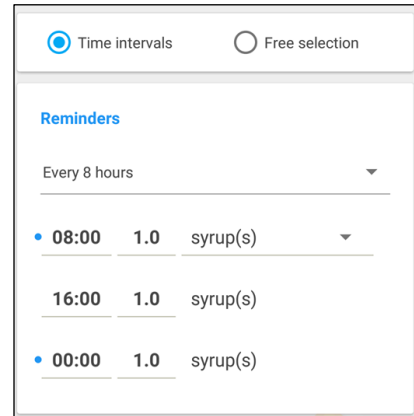 Time intervals Free selection
Reminders
Every 8 hours
08:00 1.0 syrup(s)
16:00 1.0 syrup(s)
00:00 1.0 syrup(s)